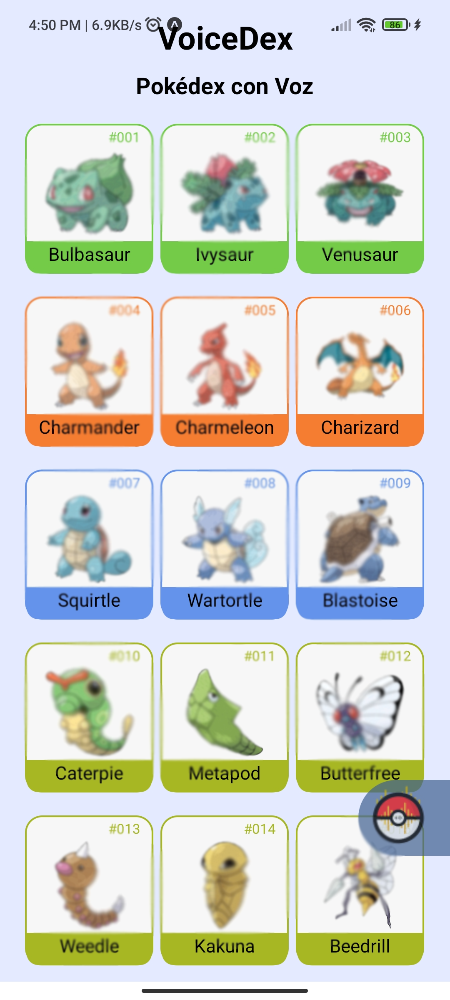 4:50 PM | 6.9KB/s
86
VoiceDex
Pokédex con Voz
#001 #002 #003
Bulbasaur Ivysaur Venusaur
#004 #005 #006
Charmander Charmeleon Charizard
#007 #008 #009
Squirtle Wartortle Blastoise
#010 #011 #012
Caterpie Metapod Butterfree
#013 #014
Weedle Kakuna Beedrill